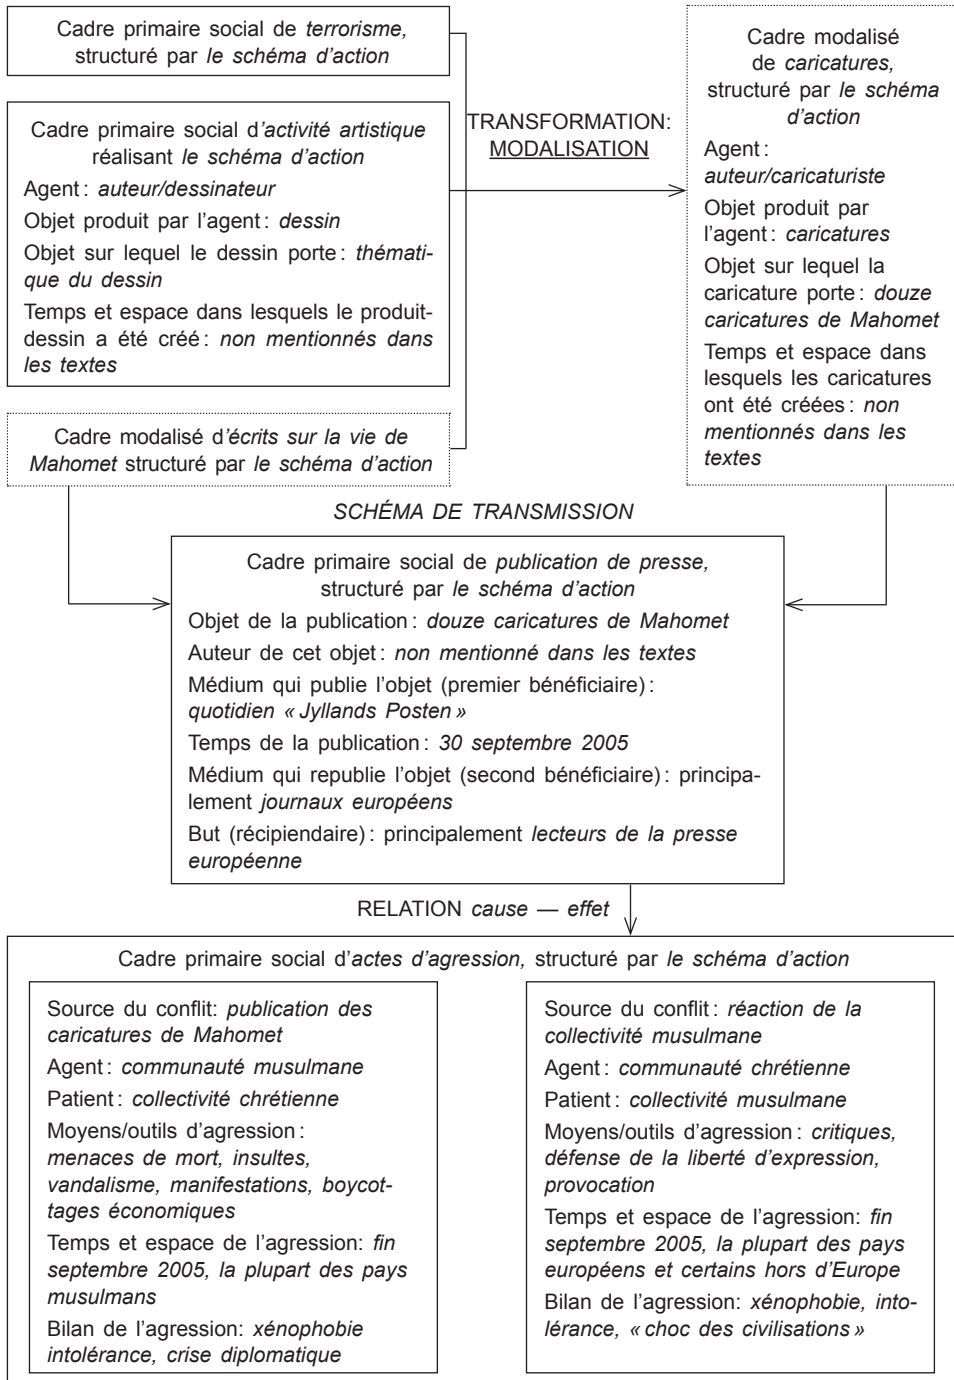 Cadre primaire social de terrorisme,
structuré par le schéma d'action
Cadre primaire social d'activité artistique
réalisant le schéma d'action
Agent : auteur/dessinateur
Objet produit par l'agent : dessin
Objet sur lequel le dessin porte : thémati-
que du dessin
Temps et espace dans lesquels le produit-
dessin a été créé : non mentionnés dans
les textes
Cadre modalisé d'écrits sur la vie de
Mahomet structuré par le schéma d'action
TRANSFORMATION:
MODALISATION
Cadre modalisé
de caricatures,
structuré par le schéma
d'action
Agent :
auteur/caricaturiste
Objet produit par
l'agent : caricatures
Objet sur lequel la
caricature porte : douze
caricatures de Mahomet
Temps et espace dans
lesquels les caricatures
ont été créées : non
mentionnés dans les
textes
SCHÉMA DE TRANSMISSION
Cadre primaire social de publication de presse,
structuré par le schéma d'action
Objet de la publication : douze caricatures de Mahomet
Auteur de cet objet : non mentionné dans les textes
Médium qui publie l'objet (premier bénéficiaire) :
quotidien « Jyllands Posten »
Temps de la publication : 30 septembre 2005
Médium qui republie l'objet (second bénéficiaire) : principa-
lement journaux européens
But (récipiendaire) : principalement lecteurs de la presse
européenne
RELATION cause — effet
Cadre primaire social d'actes d'agression, structuré par le schéma d'action
Source du conflit: publication des
caricatures de Mahomet
Agent : communauté musulmane
Patient : collectivité chrétienne
Moyens/outils d'agression :
menaces de mort, insultes,
vandalisme, manifestations, boycot-
tages économiques
Temps et espace de l'agression: fin
septembre 2005, la plupart des pays
musulmans
Bilan de l'agression: xénophobie
intolérance, crise diplomatique
Source du conflit : réaction de la
collectivité musulmane
Agent : communauté chrétienne
Patient : collectivité musulmane
Moyens/outils d'agression : critiques,
défense de la liberté d'expression,
provocation
Temps et espace de l'agression: fin
septembre 2005, la plupart des pays
européens et certains hors d'Europe
Bilan de l'agression: xénophobie, into-
lérance, « choc des civilisations »